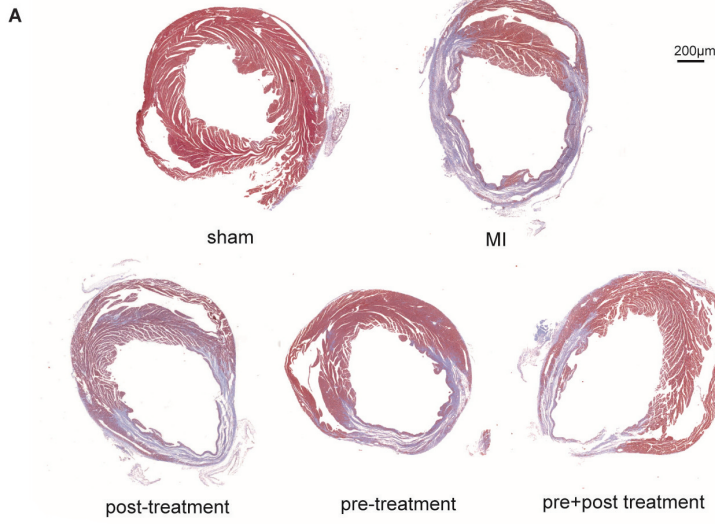 A
200µm
sham
MI
post-treatment
pre-treatment
pre+post treatment